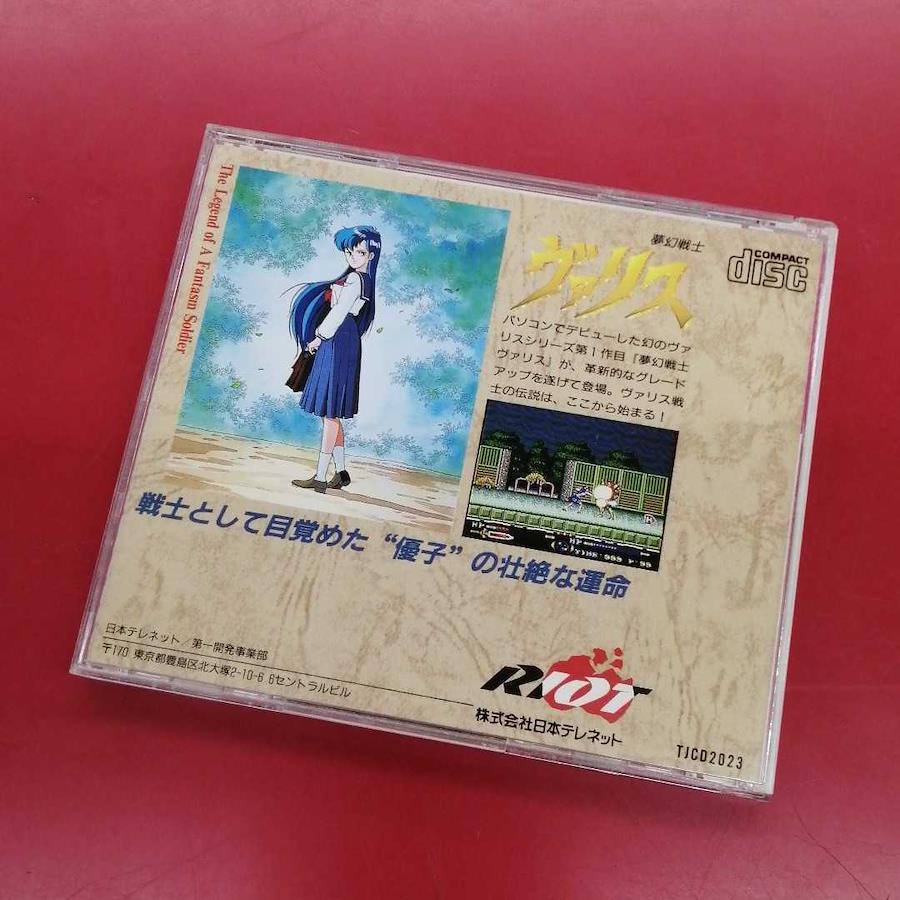 The Legend of A Fantasm Soldier
夢幻戦士
ヴァリス
COMPACT
disc
パソコンでデビューした幻のヴァ
リスシリーズ第1作目『夢幻戦士
ヴァリス』が、革新的なグレード
アップを遂げて登場。ヴァリス戦
士の伝説は、ここから始まる!
戦士として目覚めた“優子”の壮絶な運命
日本テレネット/第一開発事業部
〒170 東京都豊島区北大塚2-10-6 6セントラルビル
RIOT
株式会社日本テレネット
TJCD2023